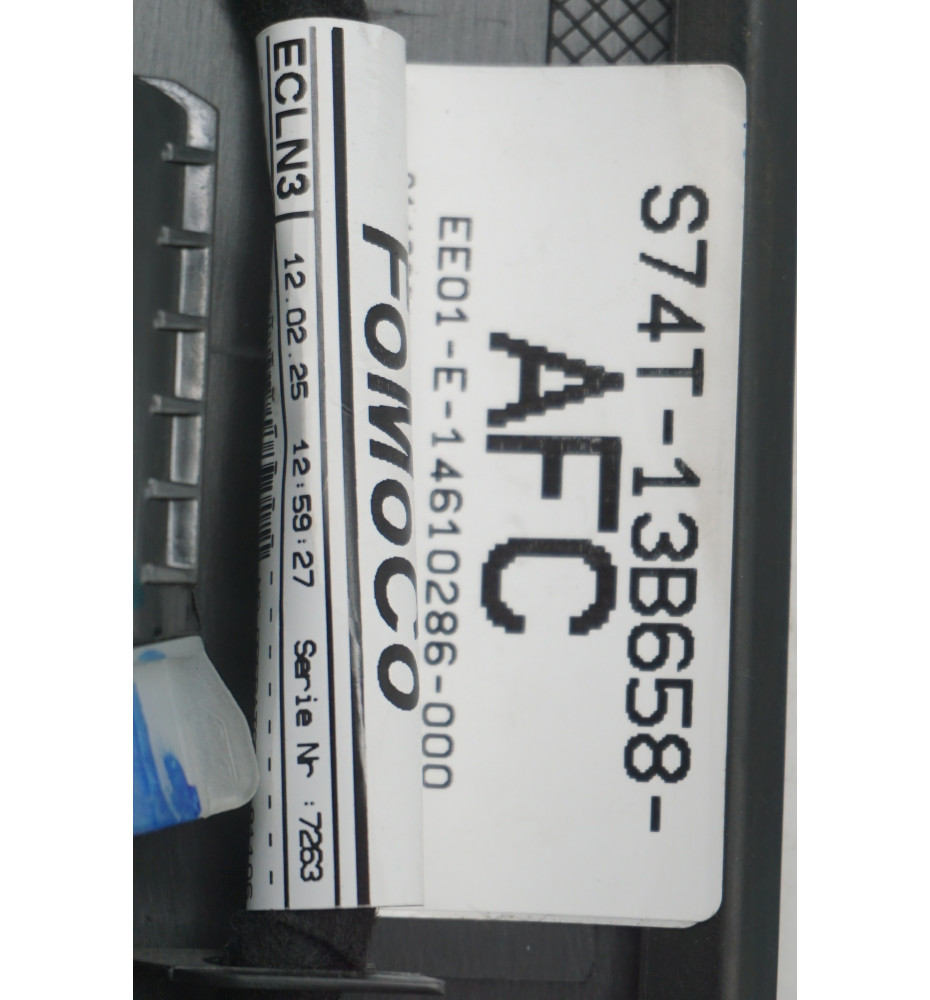 S74T-13B658-
AFC
EE01-E-14610286-000
FOMOCO
ECLN3
12.02.25 12:59:27 Serie Nr :7263
- - - - - - - - -